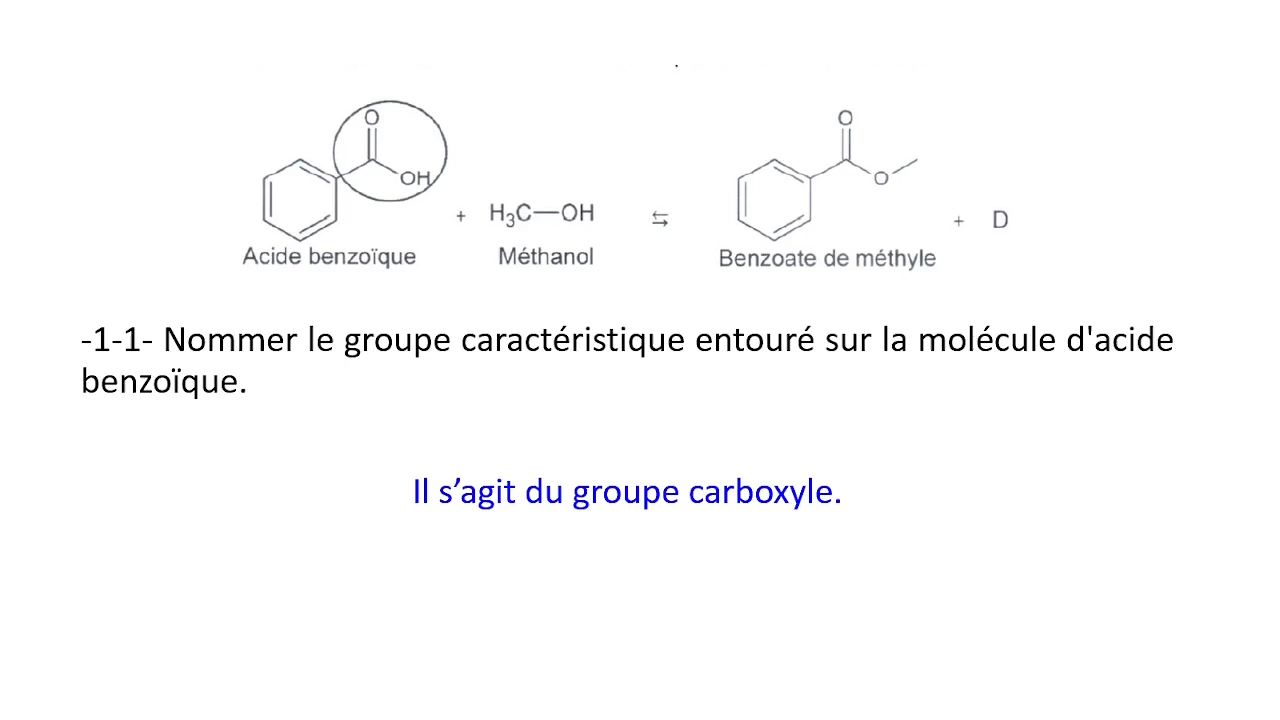 O O
OH O
+ H₃C—OH ⇆ + D
Acide benzoïque Méthanol Benzoate de méthyle
-1-1- Nommer le groupe caractéristique entouré sur la molécule d'acide
benzoïque.
Il s’agit du groupe carboxyle.